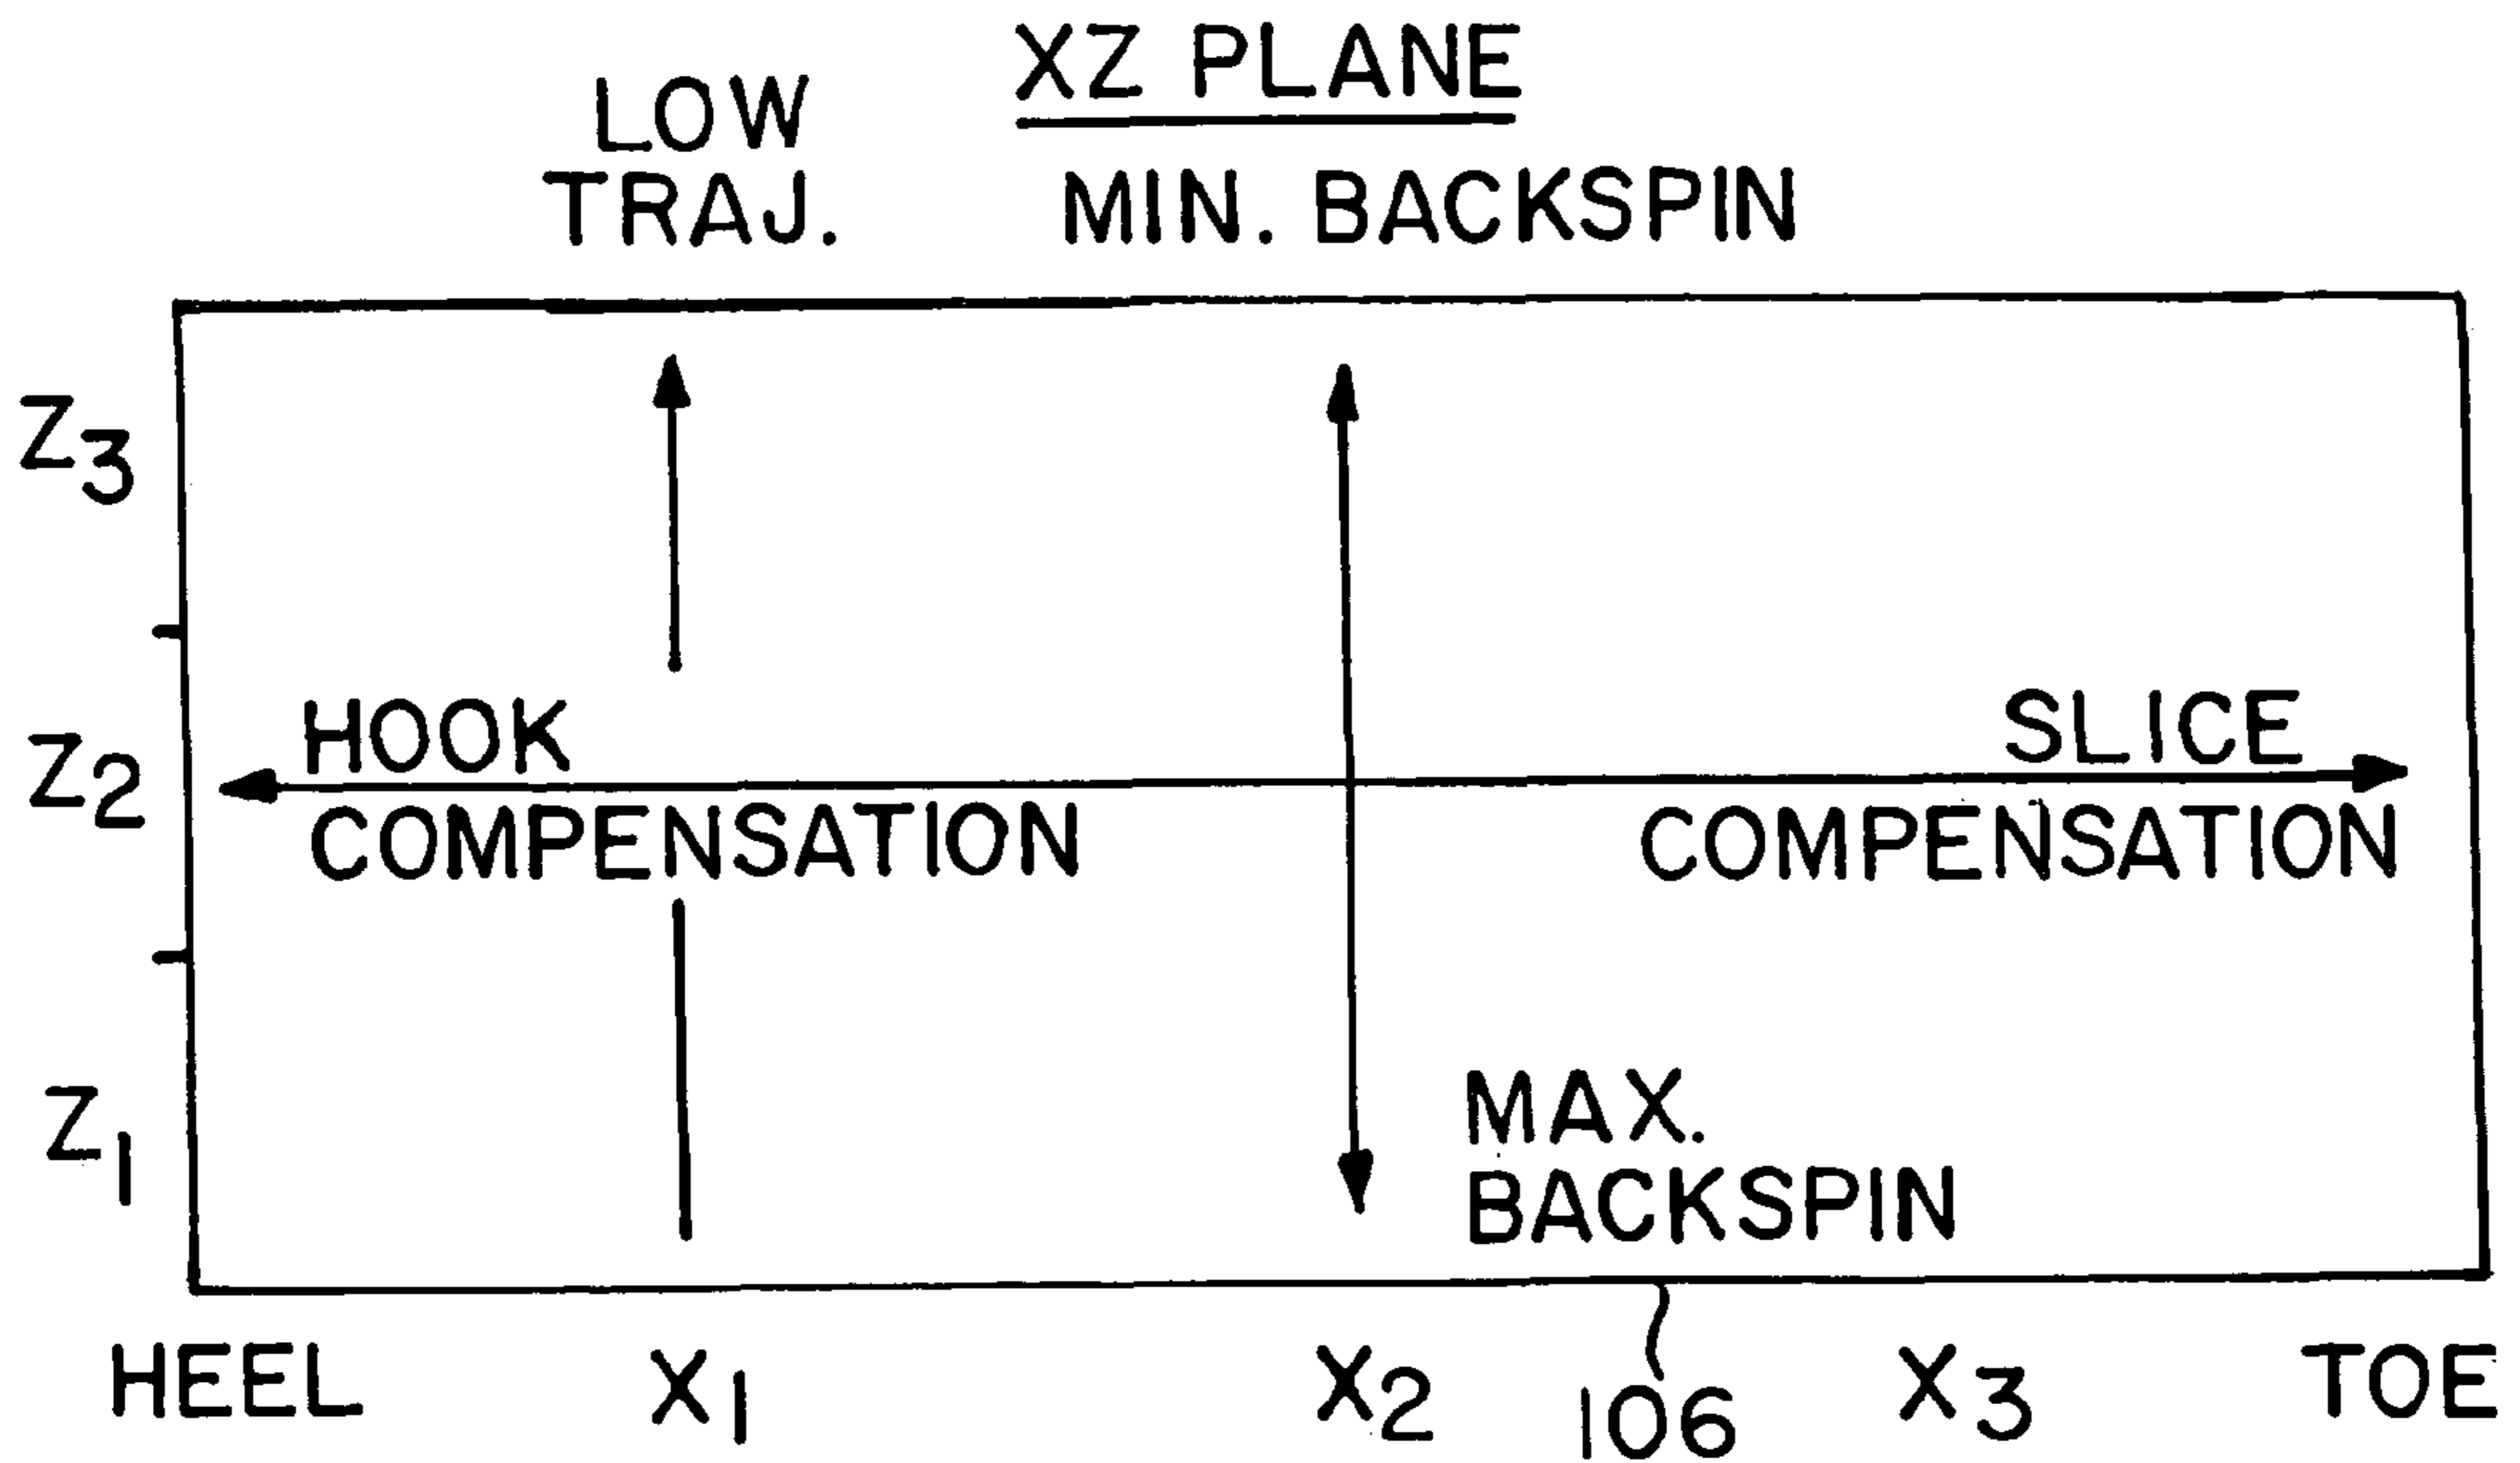 XZ PLANE
LOW
TRAJ.
MIN. BACKSPIN
Z3
HOOK
SLICE
Z2
COMPENSATION
COMPENSATION
Z1
MAX.
BACKSPIN
HEEL
X1
X2
106
X3
TOE